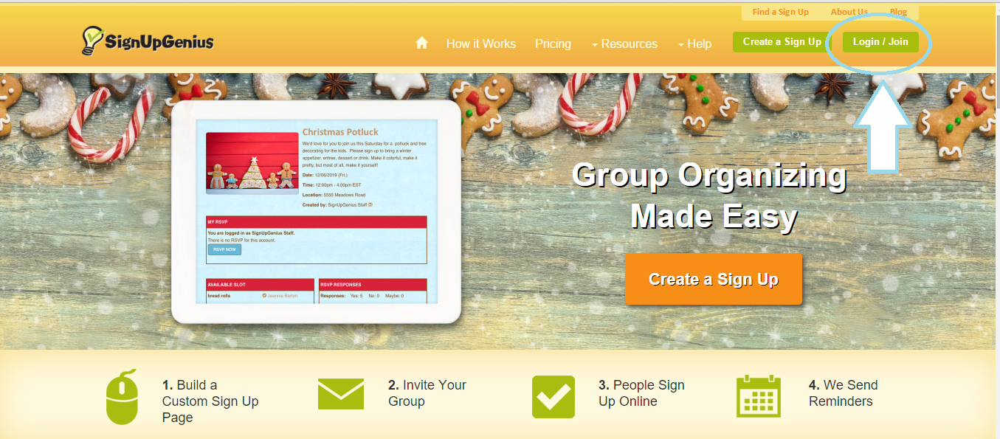 Find a Sign Up About Us Blog
SignUpGenius
How it Works Pricing Resources Help Create a Sign Up Login / Join
Christmas Potluck
We'd love for you to join us this Saturday for a potluck and tree
decorating for the kids. Please sign up to bring a winter
appetizer, entree, dessert or drink. Make it colorful, make it
pretty, but most of all, make it yourself!
Date: 12/06/2019 (Fri.)
Time: 12:00pm - 4:00pm EST
Location: 5555 Meadows Road
Created by: SignUpGenius Staff
MY RSVP
You are logged in as SignUpGenius Staff.
There is no RSVP for this account.
RSVP NOW
AVAILABLE SLOT
bread rolls Jeannie Barton
RSVP RESPONSES
Responses: Yes: 5 No: 0 Maybe: 0
Group Organizing
Made Easy
Create a Sign Up
1. Build a
Custom Sign Up
Page
2. Invite Your
Group
3. People Sign
Up Online
4. We Send
Reminders